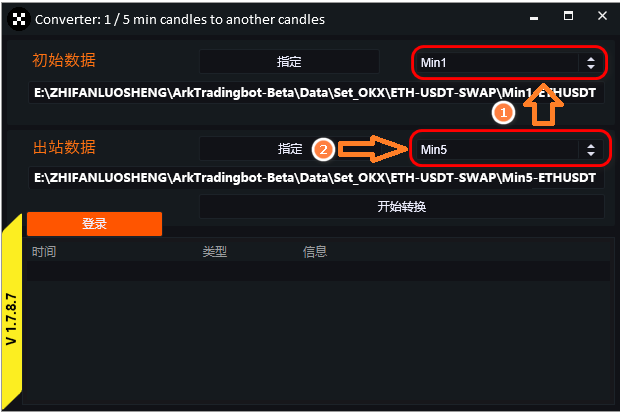 Converter: 1 / 5 min candles to another candles
初始数据 指定 Min1
E:\ZHIFANLUOSHENG\ArkTradingbot-Beta\Data\Set_OKX\ETH-USDT-SWAP\Min1-ETHUSDT
1
出站数据 指定 2 Min5
E:\ZHIFANLUOSHENG\ArkTradingbot-Beta\Data\Set_OKX\ETH-USDT-SWAP\Min5-ETHUSDT
开始转换
登录
时间 类型 信息
V 1.7.8.7